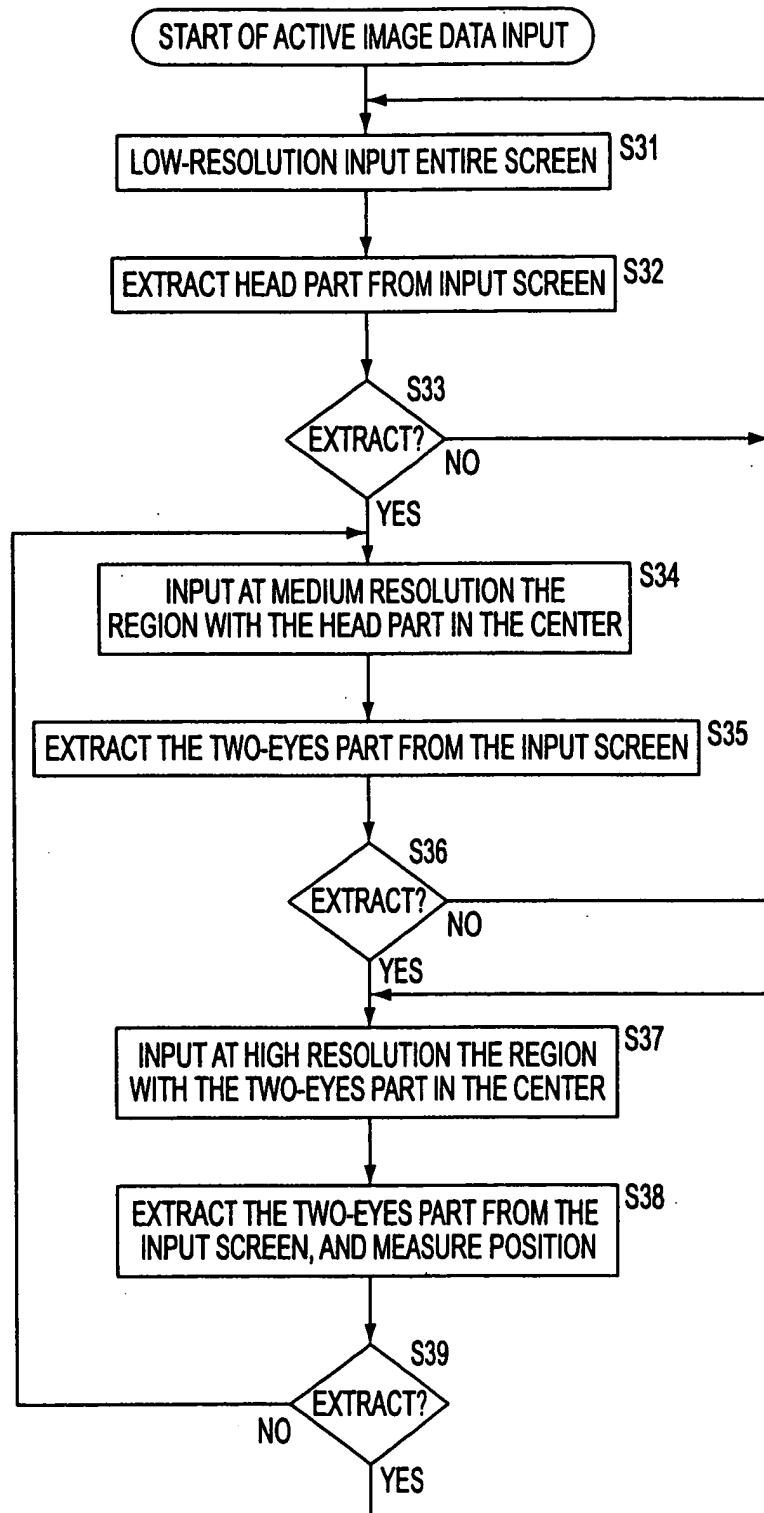 START OF ACTIVE IMAGE DATA INPUT
LOW-RESOLUTION INPUT ENTIRE SCREEN
S31
EXTRACT HEAD PART FROM INPUT SCREEN
S32
S33
EXTRACT?
NO
YES
INPUT AT MEDIUM RESOLUTION THE
REGION WITH THE HEAD PART IN THE CENTER
S34
EXTRACT THE TWO-EYES PART FROM THE INPUT SCREEN
S35
S36
EXTRACT?
NO
YES
INPUT AT HIGH RESOLUTION THE REGION
WITH THE TWO-EYES PART IN THE CENTER
S37
EXTRACT THE TWO-EYES PART FROM THE
INPUT SCREEN, AND MEASURE POSITION
S38
S39
EXTRACT?
NO
YES